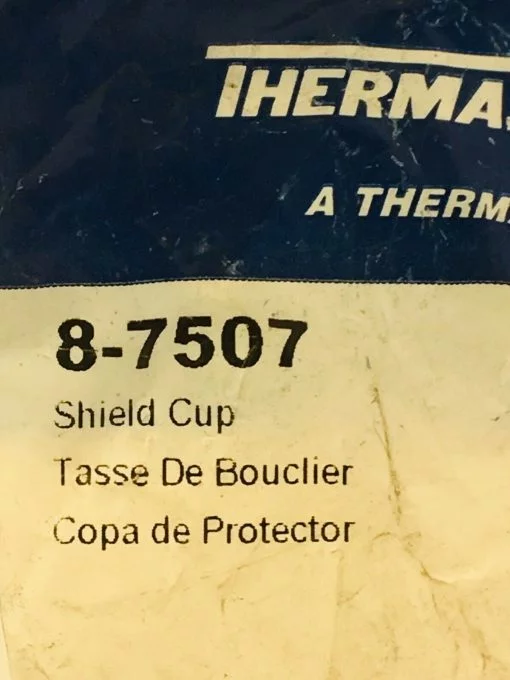 THERMA
A THERM
8-7507
Shield Cup
Tasse De Bouclier
Copa de Protector